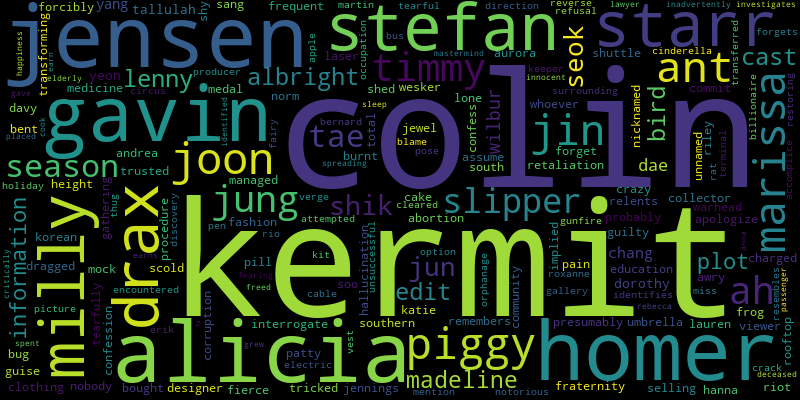 forcibly yang sang frequent martin tearful direction reverse lawyer inadvertently investigates
tallulah shy refusal
jensen stefan starr
happiness transforming apple occupation bus mastermind aurora shuttle seok cinderella keeper innocent transferred forgets
producer laser timmy ant cast
lenny albright
elderly medicine medal norm shed wesker lone surrounding commit billionaire restoring
gave circus
davy gavin colin whoever nicknamed bird marissa
placed cook bent identified fairy bernard total jewel confess wilbur jin unnamed riley
tae sleep blame south assume forget rat terminal accomplice
andrea joon burnt pose retaliation dae
season trusted spreading
holiday height managed cake verge shik cleared slipper crazy collector
gathering thug procedure discovery jung attempted abortion relents warhead
information milly drax pen fashion probably apologize
korean rio kermit implied guilty plot charged
dragged kit hallucination unsuccessful jun option gunfire pain chang awry ah
critically mock encountered pill fearing soo edit orphanage community roxanne education dorothy miss anna
scold earns freed cable gallery identifies resembles passenger
picture tearfully confession corruption interrogate southern katie remembers presumably umbrella rebecca frog
spent erik vest lauren viewer rooftop
bug alicia grew patty piggy homer
guise electric crack deceased
clothing nobody bought designer fierce tricked jennings madeline mention notorious fraternity selling hanna riot
yeon